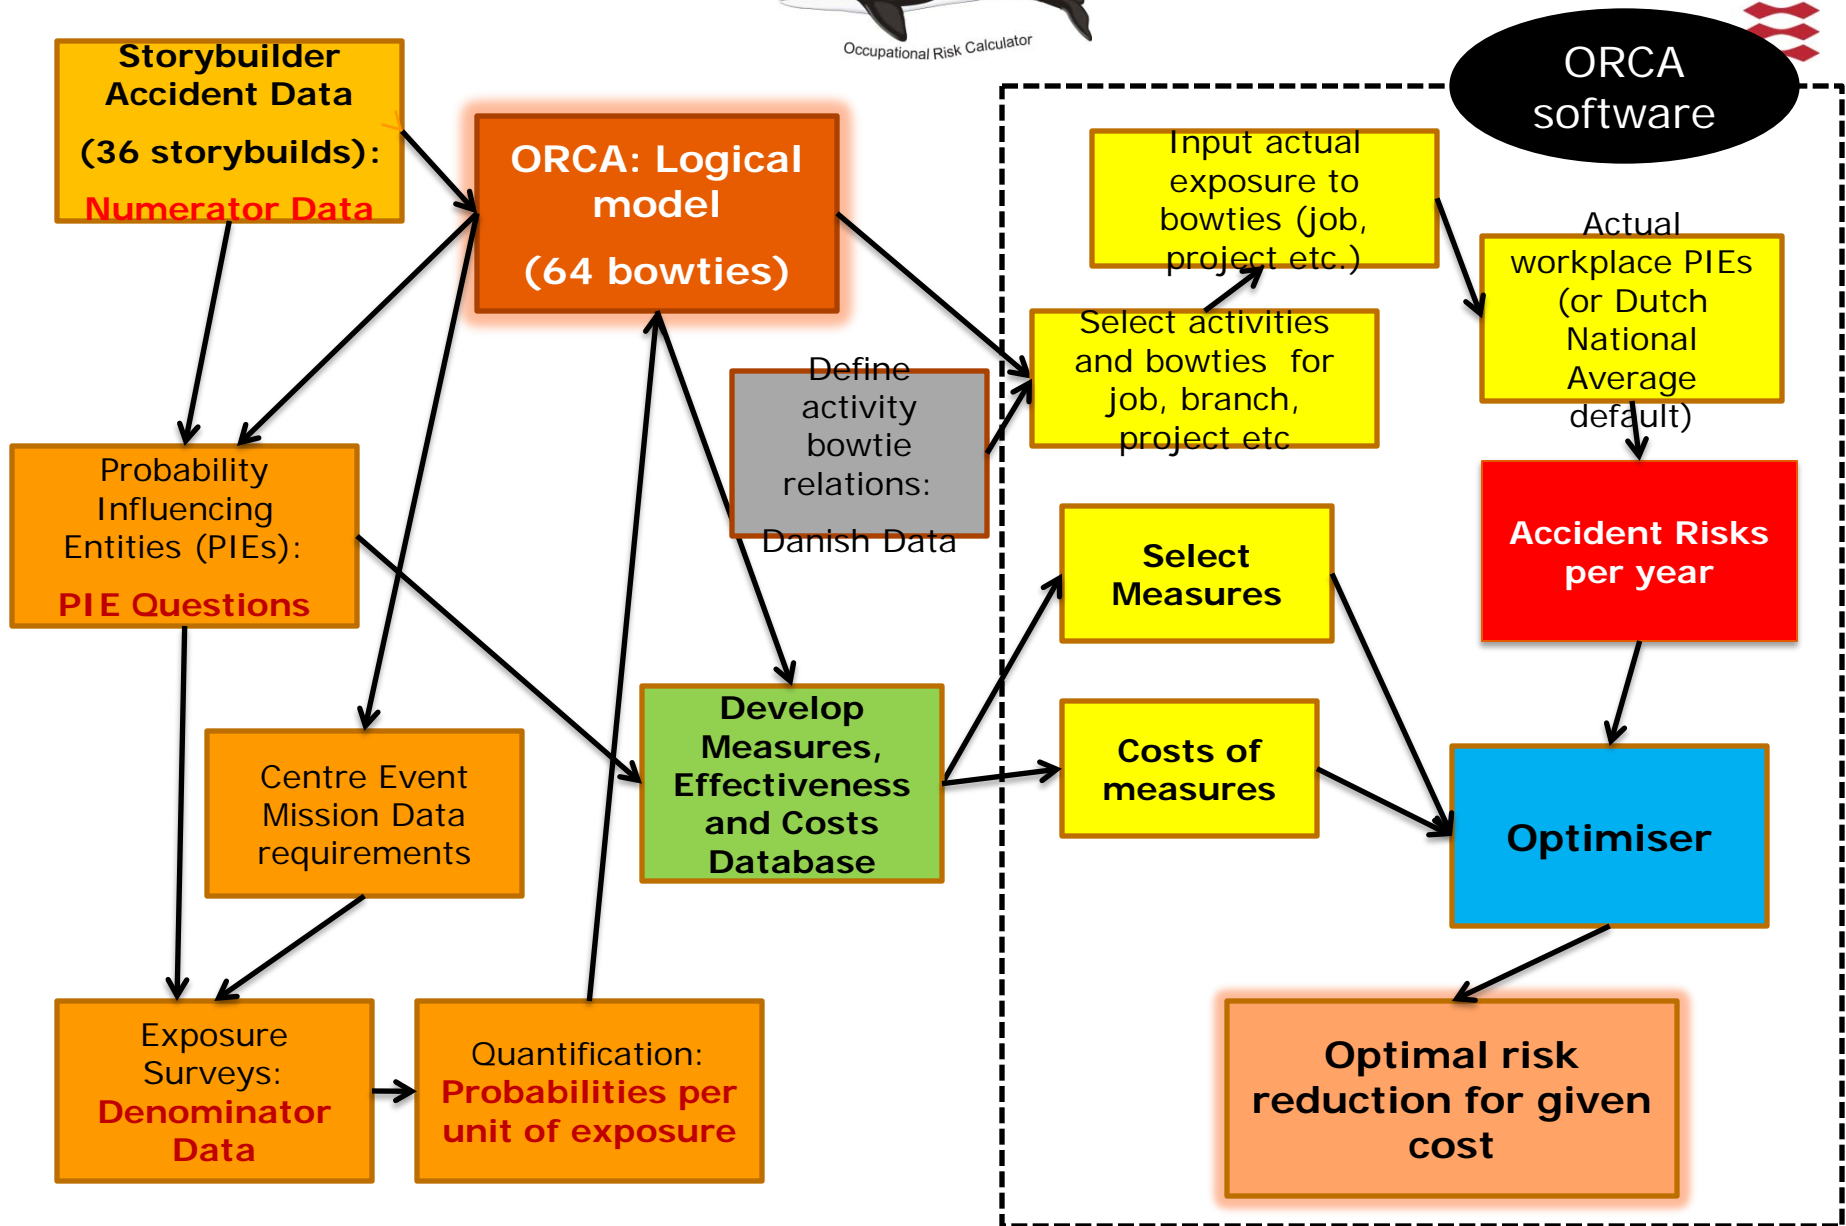 Occupational Risk Calculator
ORCA
software
Storybuilder
Accident Data
(36 storybuilds):
Numerator Data
ORCA: Logical
model
(64 bowties)
Input actual
exposure to
bowties (job,
project etc.)
Actual
workplace PIEs
(or Dutch
National
Average
default)
Select activities
and bowties for
job, branch,
project etc
Define
activity
bowtie
relations:
Danish Data
Probability
Influencing
Entities (PIEs):
PIE Questions
Select
Measures
Accident Risks
per year
Centre Event
Mission Data
requirements
Develop
Measures,
Effectiveness
and Costs
Database
Costs of
measures
Optimiser
Exposure
Surveys:
Denominator
Data
Quantification:
Probabilities per
unit of exposure
Optimal risk
reduction for given
cost